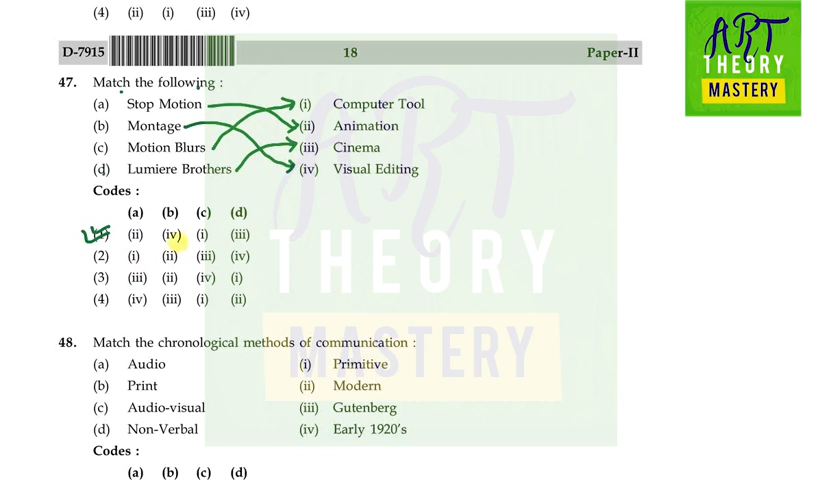 (4) (ii) (i) (iii) (iv)
D-7915 18 Paper-II
ART
THEORY
MASTERY
47. Match the following :
(a) Stop Motion (i) Computer Tool
(b) Montage (ii) Animation
(c) Motion Blurs (iii) Cinema
(d) Lumiere Brothers (iv) Visual Editing
Codes :
(a) (b) (c) (d)
(ii) (iv) (i) (iii)
(2) (i) (ii) (iii) (iv)
(3) (iii) (ii) (iv) (i)
(4) (iv) (iii) (i) (ii)
ART
THEORY
MASTERY
48. Match the chronological methods of communication :
(a) Audio (i) Primitive
(b) Print (ii) Modern
(c) Audio-visual (iii) Gutenberg
(d) Non-Verbal (iv) Early 1920's
Codes :
(a) (b) (c) (d)